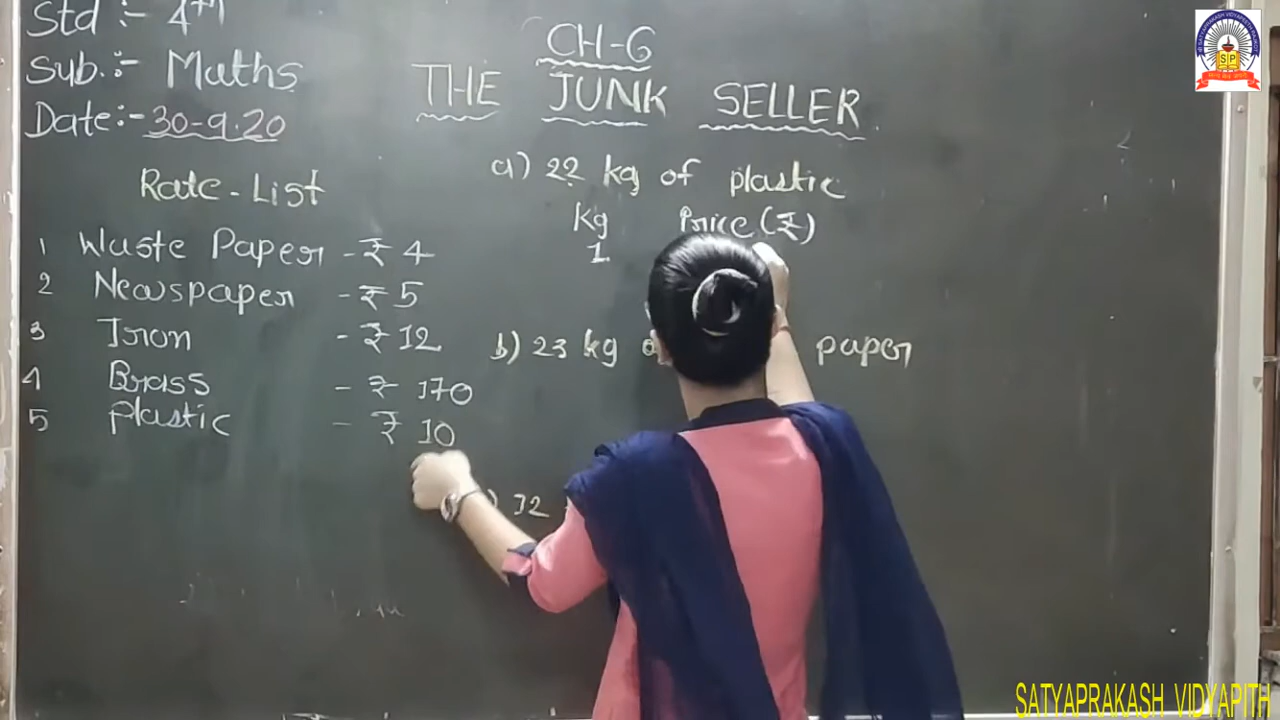 Std :- 4th
Sub. :- Maths
Date :- 30-9-20
CH-6
THE JUNK SELLER
Rate-List
1 Waste Paper - ₹ 4
2 Newspaper - ₹ 5
3 Iron - ₹ 12
4 Brass - ₹ 170
5 Plastic - ₹ 10
a) 22 kg of plastic
kg Price (₹)
1
b) 23 kg paper
12
SP
SATYAPRAKASH VIDYAPITH